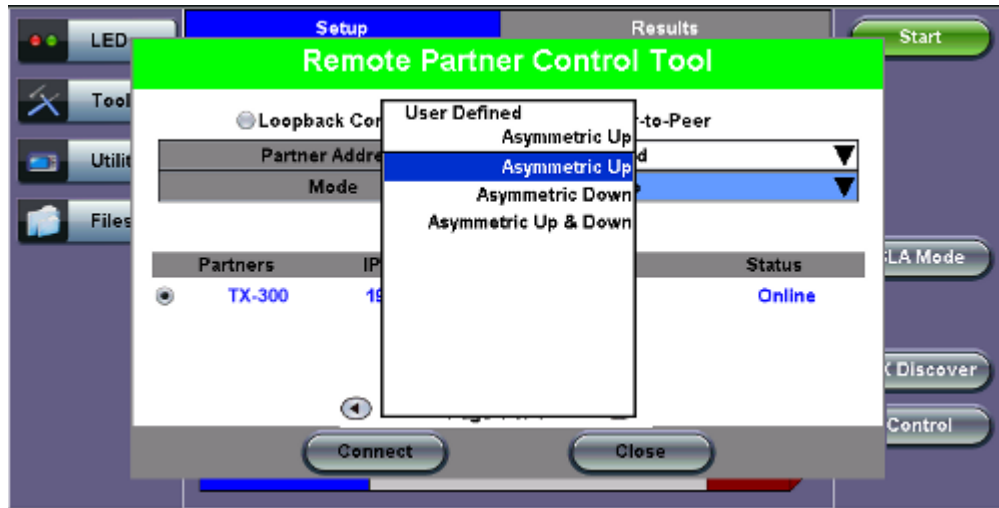 Setup
Results
Start
LED
Remote Partner Control Tool
Tool
Loopback Con
User Defined
-to-Peer
Asymmetric Up
Partner Addre
Asymmetric Up
d
Utilit
Mode
Asymmetric Down
Files
Asymmetric Up & Down
LA Mode
Partners
IP
Status
TX-300
19
Online
Discover
Control
Connect
Close